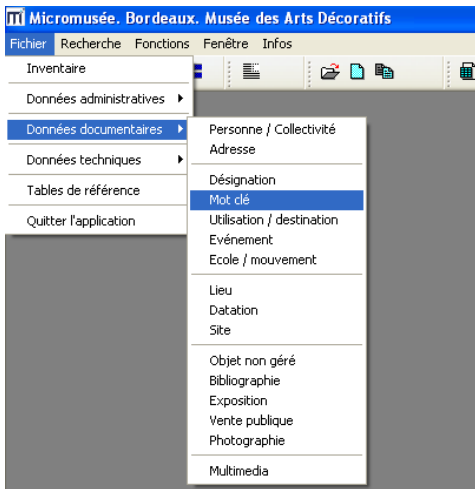 Micromusée. Bordeaux. Musée des Arts Décoratifs
Fichier Recherche Fonctions Fenêtre Infos
Inventaire
Données administratives
Données documentaires
Données techniques
Tables de référence
Quitter l'application
Personne / Collectivité
Adresse
Désignation
Mot clé
Utilisation / destination
Evénement
Ecole / mouvement
Lieu
Datation
Site
Objet non géré
Bibliographie
Exposition
Vente publique
Photographie
Multimedia